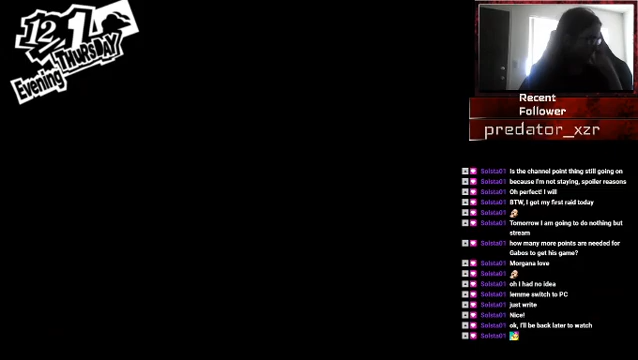 12/1
THURSDAY
Evening
Recent
Follower
predator_xzr
Solsta01 Is the channel point thing still going on
Solsta01 because I'm not staying, spoiler reasons
Solsta01 Oh perfect! I will
Solsta01 BTW, I got my first raid today
Solsta01
Solsta01 Tomorrow I am going to do nothing but
stream
Solsta01 how many more points are needed for
Gabos to get his game?
Solsta01 Morgana love
Solsta01
Solsta01 oh I had no idea
Solsta01 lemme switch to PC
Solsta01 just write
Solsta01 Nice!
Solsta01 ok, I'll be back later to watch
Solsta01